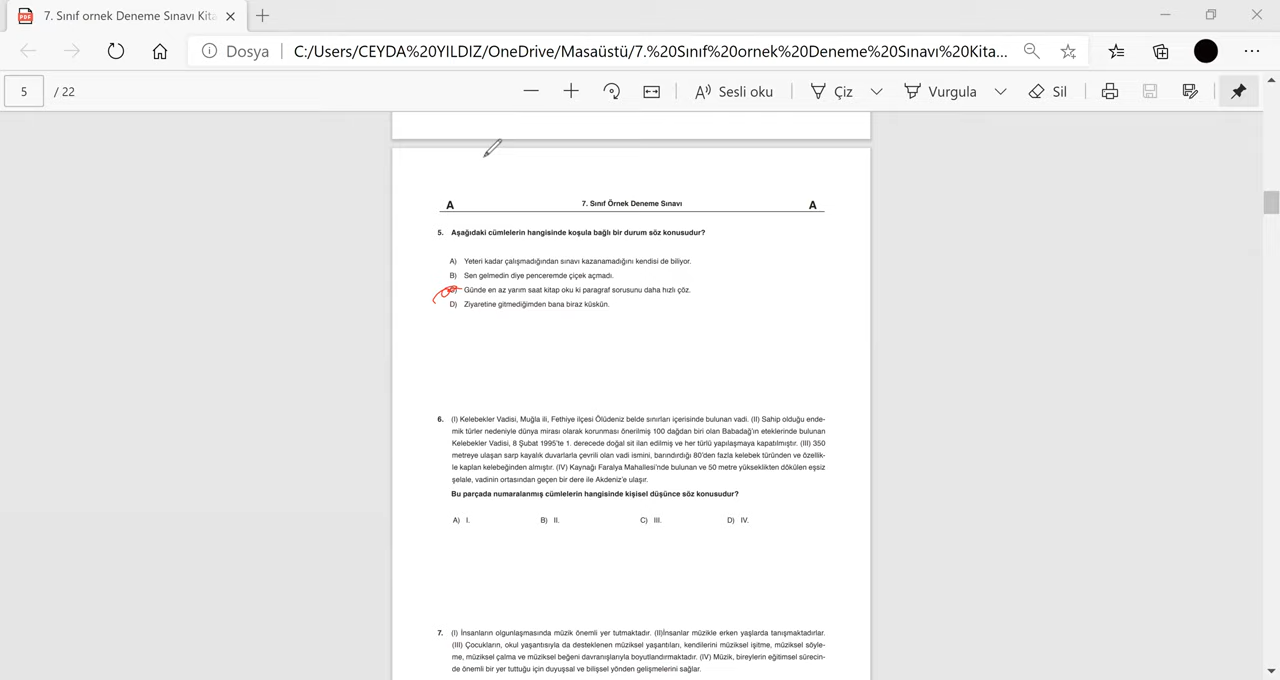 7. Sınıf ornek Deneme Sınavı Kita
Dosya
C:/Users/CEYDA%20YILDIZ/OneDrive/Masaüstü/7.%20Sınıf%20ornek%20Deneme%20Sınavı%20Kita...
5 / 22
Sesli oku
Çiz
Vurgula
Sil
A 7. Sınıf Örnek Deneme Sınavı A
5. Aşağıdaki cümlelerin hangisinde koşula bağlı bir durum söz konusudur?
A) Yeteri kadar çalışmadığından sınavı kazanamadığını kendisi de biliyor.
B) Sen gelmedin diye penceremde çiçek açmadı.
Günde en az yarım saat kitap oku ki paragraf sorusunu daha hızlı çöz.
D) Ziyaretine gitmediğimden bana biraz küskün.
6. (I) Kelebekler Vadisi, Muğla ili, Fethiye ilçesi Ölüdeniz belde sınırları içerisinde bulunan vadi. (II) Sahip olduğu ende-
mik türler nedeniyle dünya mirası olarak korunması önerilmiş 100 dağdan biri olan Babadağ'ın eteklerinde bulunan
Kelebekler Vadisi, 8 Şubat 1995'te 1. derecede doğal sit ilan edilmiş ve her türlü yapılaşmaya kapatılmıştır. (III) 350
metreye ulaşan sarp kayalık duvarlarla çevrili olan vadi ismini, barındırdığı 80'den fazla kelebek türünden ve özellik-
le kaplan kelebeğinden almıştır. (IV) Kaynağı Faralya Mahallesi'nde bulunan ve 50 metre yükseklikten dökülen eşsiz
şelale, vadinin ortasından geçen bir dere ile Akdeniz'e ulaşır.
Bu parçada numaralanmış cümlelerin hangisinde kişisel düşünce söz konusudur?
A) I. B) II. C) III. D) IV.
7. (I) İnsanların olgunlaşmasında müzik önemli yer tutmaktadır. (II)İnsanlar müzikle erken yaşlarda tanışmaktadırlar.
(III) Çocukların, okul yaşantısıyla da desteklenen müziksel yaşantıları, kendilerini müziksel işitme, müziksel söyle-
me, müziksel çalma ve müziksel beğeni davranışlarıyla boyutlandırmaktadır. (IV) Müzik, bireylerin eğitimsel sürecin-
de önemli bir yer tuttuğu için duyuşsal ve bilişsel yönden gelişmelerini sağlar.